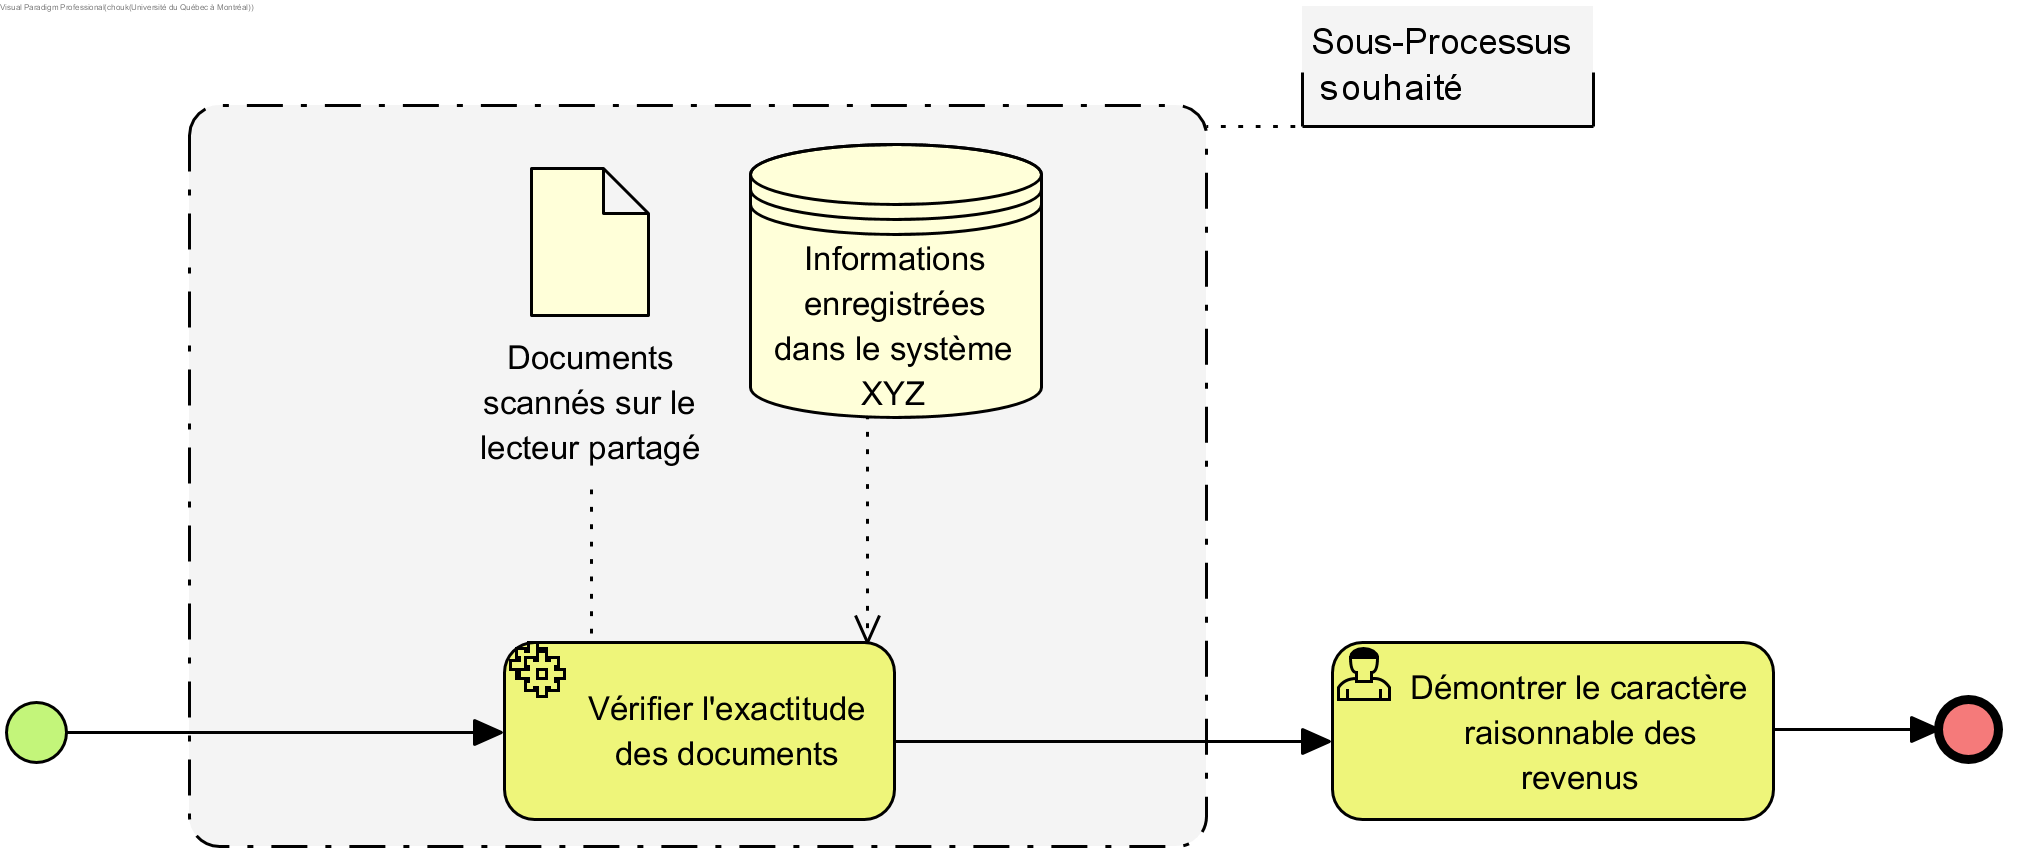 Visual Paradigm Professional(chouk(Université du Québec à Montréal))
Sous-Processus
souhaité
Informations
enregistrées
dans le système
XYZ
Documents
scannés sur le
lecteur partagé
Vérifier l'exactitude
des documents
Démontrer le caractère
raisonnable des
revenus